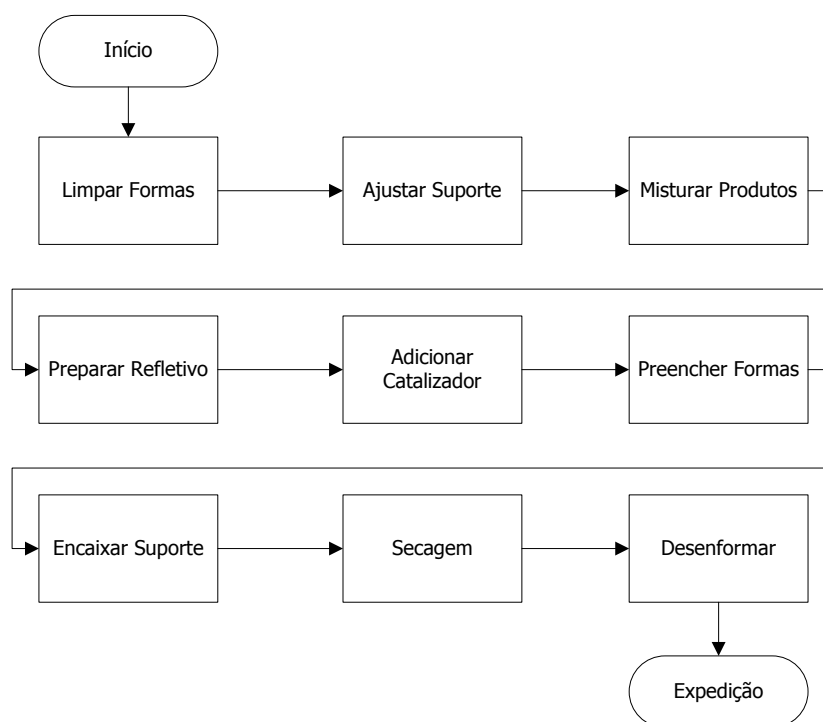 Início
Limpar Formas
Ajustar Suporte
Misturar Produtos
Preparar Refletivo
Adicionar
Catalizador
Preencher Formas
Encaixar Suporte
Secagem
Desenformar
Expedição